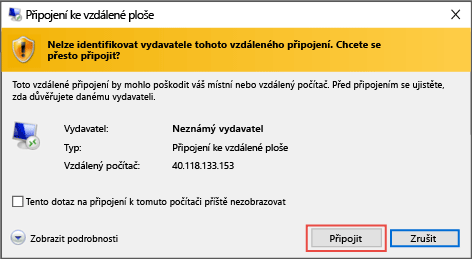 Připojení ke vzdálené ploše
Nelze identifikovat vydavatele tohoto vzdáleného připojení. Chcete se
přesto připojit?
Toto vzdálené připojení by mohlo poškodit váš místní nebo vzdálený počítač. Před připojením se ujistěte,
zda důvěřujete danému vydavateli.
Vydavatel: Neznámý vydavatel
Typ: Připojení ke vzdálené ploše
Vzdálený počítač: 40.118.133.153
Tento dotaz na připojení k tomuto počítači příště nezobrazovat
Zobrazit podrobnosti Připojit Zrušit